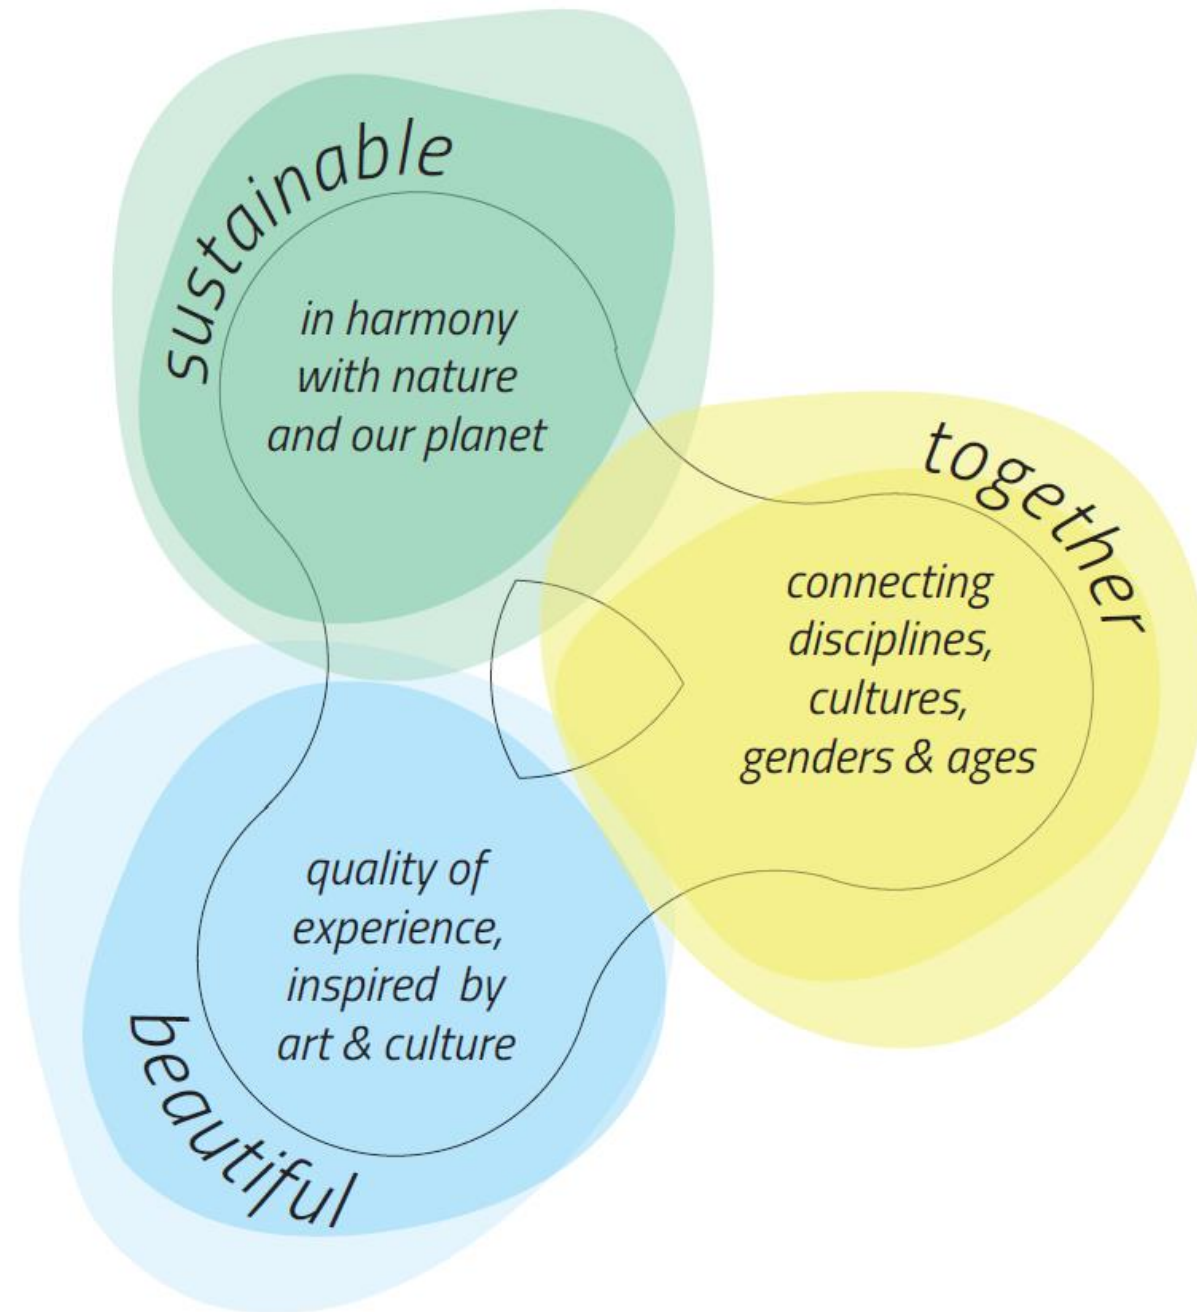 sustainable
in harmony
with nature
and our planet
together
connecting
disciplines,
cultures,
genders & ages
quality of
experience,
inspired by
art & culture
beautiful